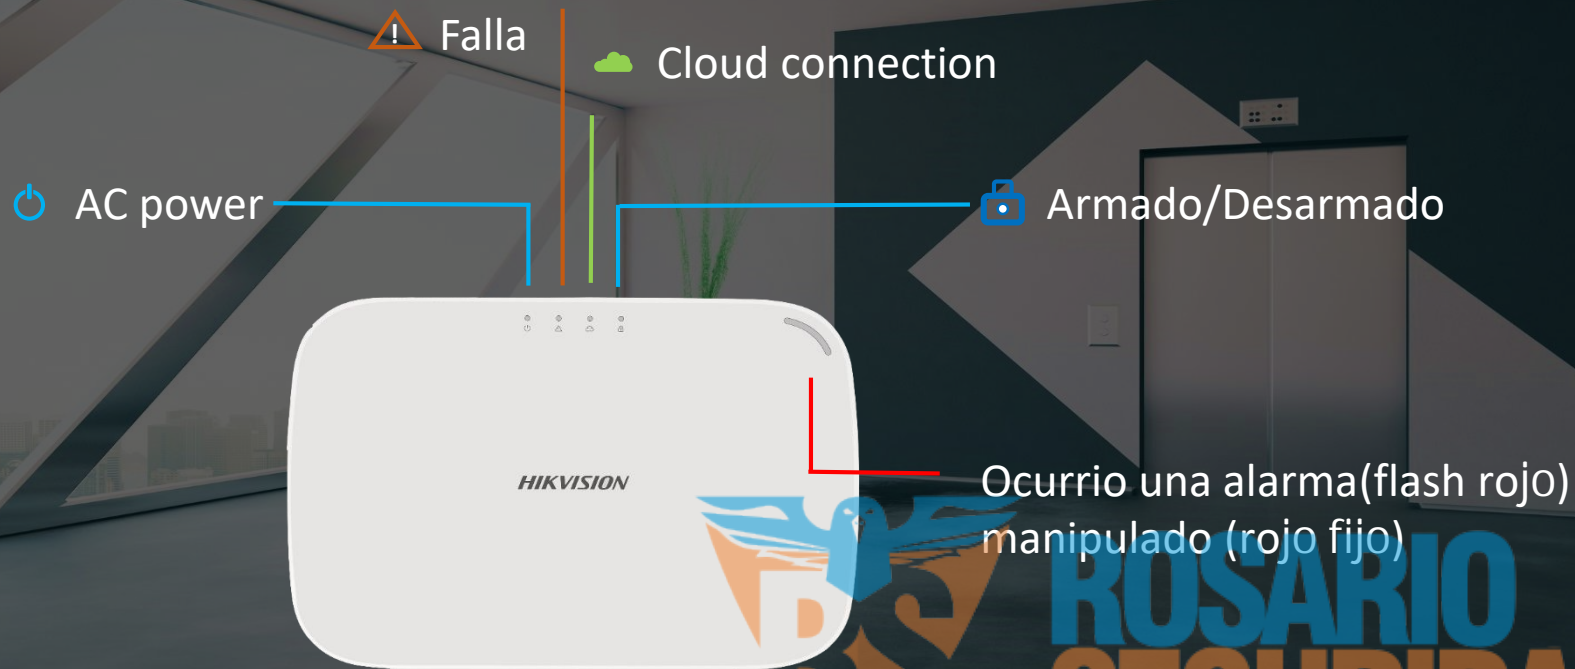 Falla
Cloud connection
AC power
Armado/Desarmado
HIKVISION
Ocurrio una alarma(flash rojo)
manipulado (rojo fijo)
ROSARIO